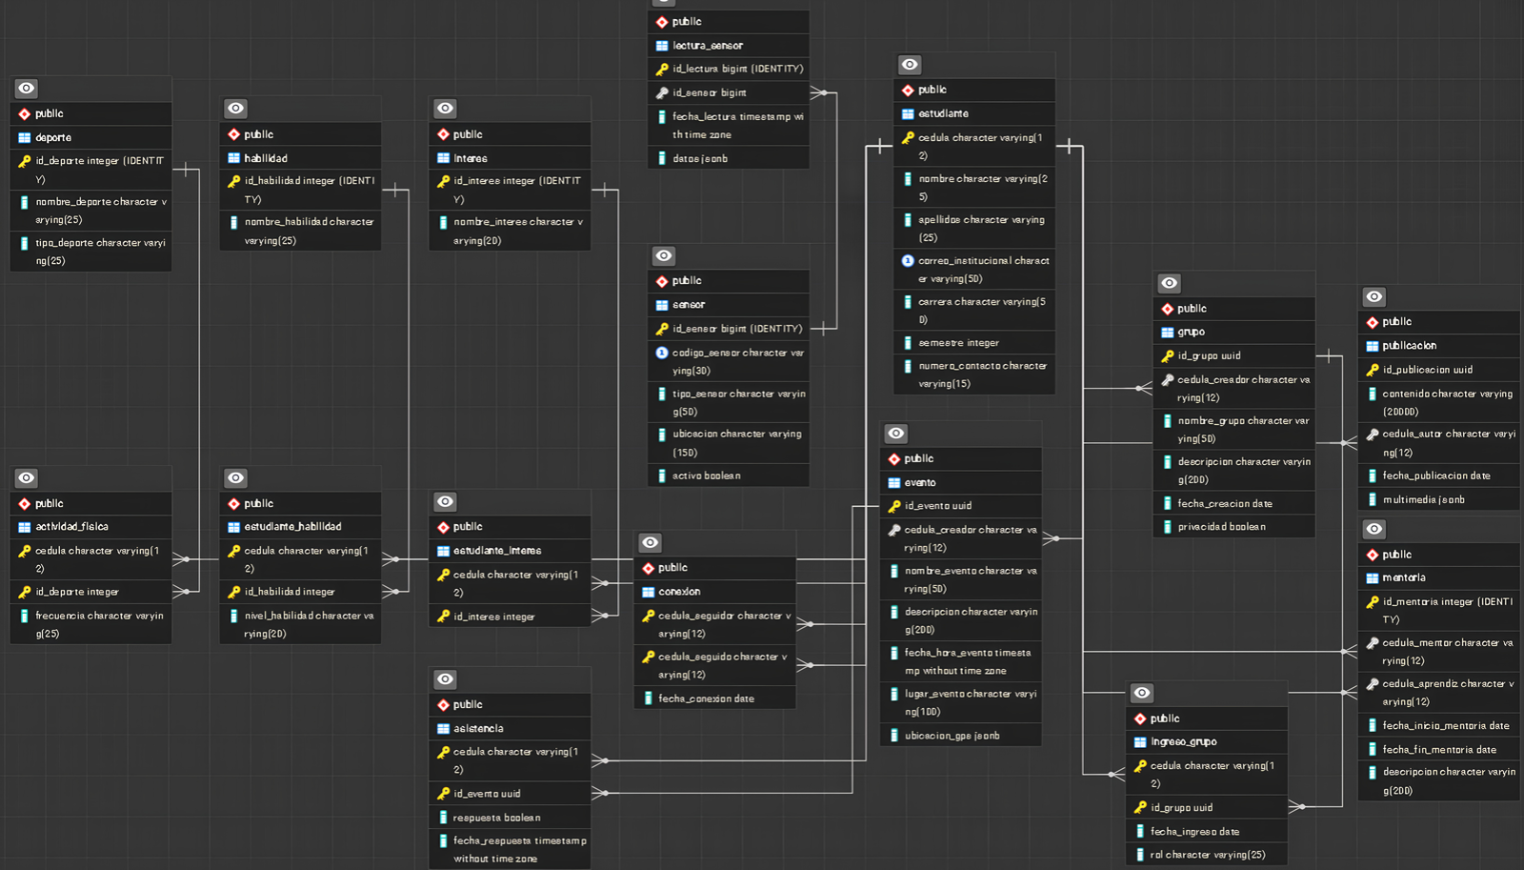 public
deporte
id_deporte integer (IDENTIT
Y)
nombre_deporte character v
arying(25)
tipo_deporte character varyi
ng(25)
public
habilidad
id_habilidad integer (IDENTI
TY)
nombre_habilidad character
varying(25)
public
interes
id_interes integer (IDENTIT
Y)
nombre_interes character v
arying(20)
public
lectura_sensor
id_lectura bigint (IDENTITY)
id_sensor bigint
fecha_lectura timestamp wi
th time zone
datos jsonb
public
sensor
id_sensor bigint (IDENTITY)
codigo_sensor character var
ying(30)
tipo_sensor character varyin
g(50)
ubicacion character varying
(150)
activo boolean
public
estudiante
cedula character varying(1
2)
nombre character varying(2
5)
apellidos character varying
(25)
correo_institucional charact
er varying(50)
carrera character varying(5
0)
semestre integer
numero_contacto character
varying(15)
public
grupo
id_grupo uuid
cedula_creador character va
rying(12)
nombre_grupo character var
ying(50)
descripcion character varyin
g(200)
fecha_creacion date
privacidad boolean
public
publicacion
id_publicacion uuid
contenido character varying
(20000)
cedula_autor character varyi
ng(12)
fecha_publicacion date
multimedia jsonb
public
actividad_fisica
cedula character varying(1
2)
id_deporte integer
frecuencia character varyin
g(25)
public
estudiante_habilidad
cedula character varying(1
2)
id_habilidad integer
nivel_habilidad character va
rying(20)
public
estudiante_interes
cedula character varying(1
2)
id_interes integer
public
conexion
cedula_seguidor character v
arying(12)
cedula_seguido character v
arying(12)
fecha_conexion date
public
evento
id_evento uuid
cedula_creador character va
rying(12)
nombre_evento character va
rying(50)
descripcion character varyin
g(200)
fecha_hora_evento timesta
mp without time zone
lugar_evento character varyi
ng(100)
ubicacion_gps jsonb
public
mentoria
id_mentoria integer (IDENTI
TY)
cedula_mentor character va
rying(12)
cedula_aprendiz character v
arying(12)
fecha_inicio_mentoria date
fecha_fin_mentoria date
descripcion character varyin
g(200)
public
asistencia
cedula character varying(1
2)
id_evento uuid
respuesta boolean
fecha_respuesta timestamp
without time zone
public
ingreso_grupo
cedula character varying(1
2)
id_grupo uuid
fecha_ingreso date
rol character varying(25)